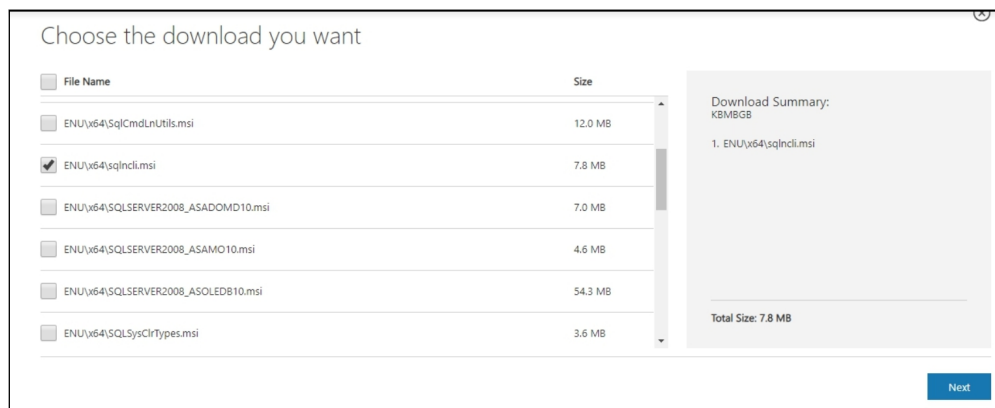 Choose the download you want
File Name Size
ENU\x64\SqlCmdLnUtils.msi 12.0 MB
ENU\x64\sqlncli.msi 7.8 MB
ENU\x64\SQLSERVER2008_ASADOMD10.msi 7.0 MB
ENU\x64\SQLSERVER2008_ASAMO10.msi 4.6 MB
ENU\x64\SQLSERVER2008_ASOLEDB10.msi 54.3 MB
ENU\x64\SQLSysClrTypes.msi 3.6 MB
Download Summary:
KBMBGB
1. ENU\x64\sqlncli.msi
Total Size: 7.8 MB
Next